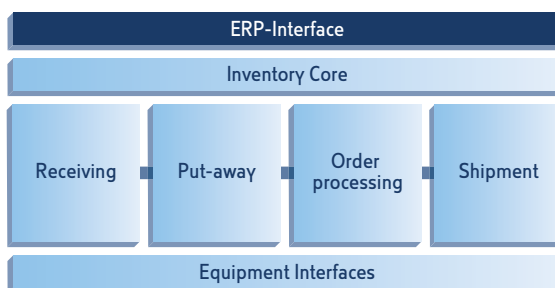 ERP-Interface
Inventory Core
Receiving
Put-away
Order
processing
Shipment
Equipment Interfaces